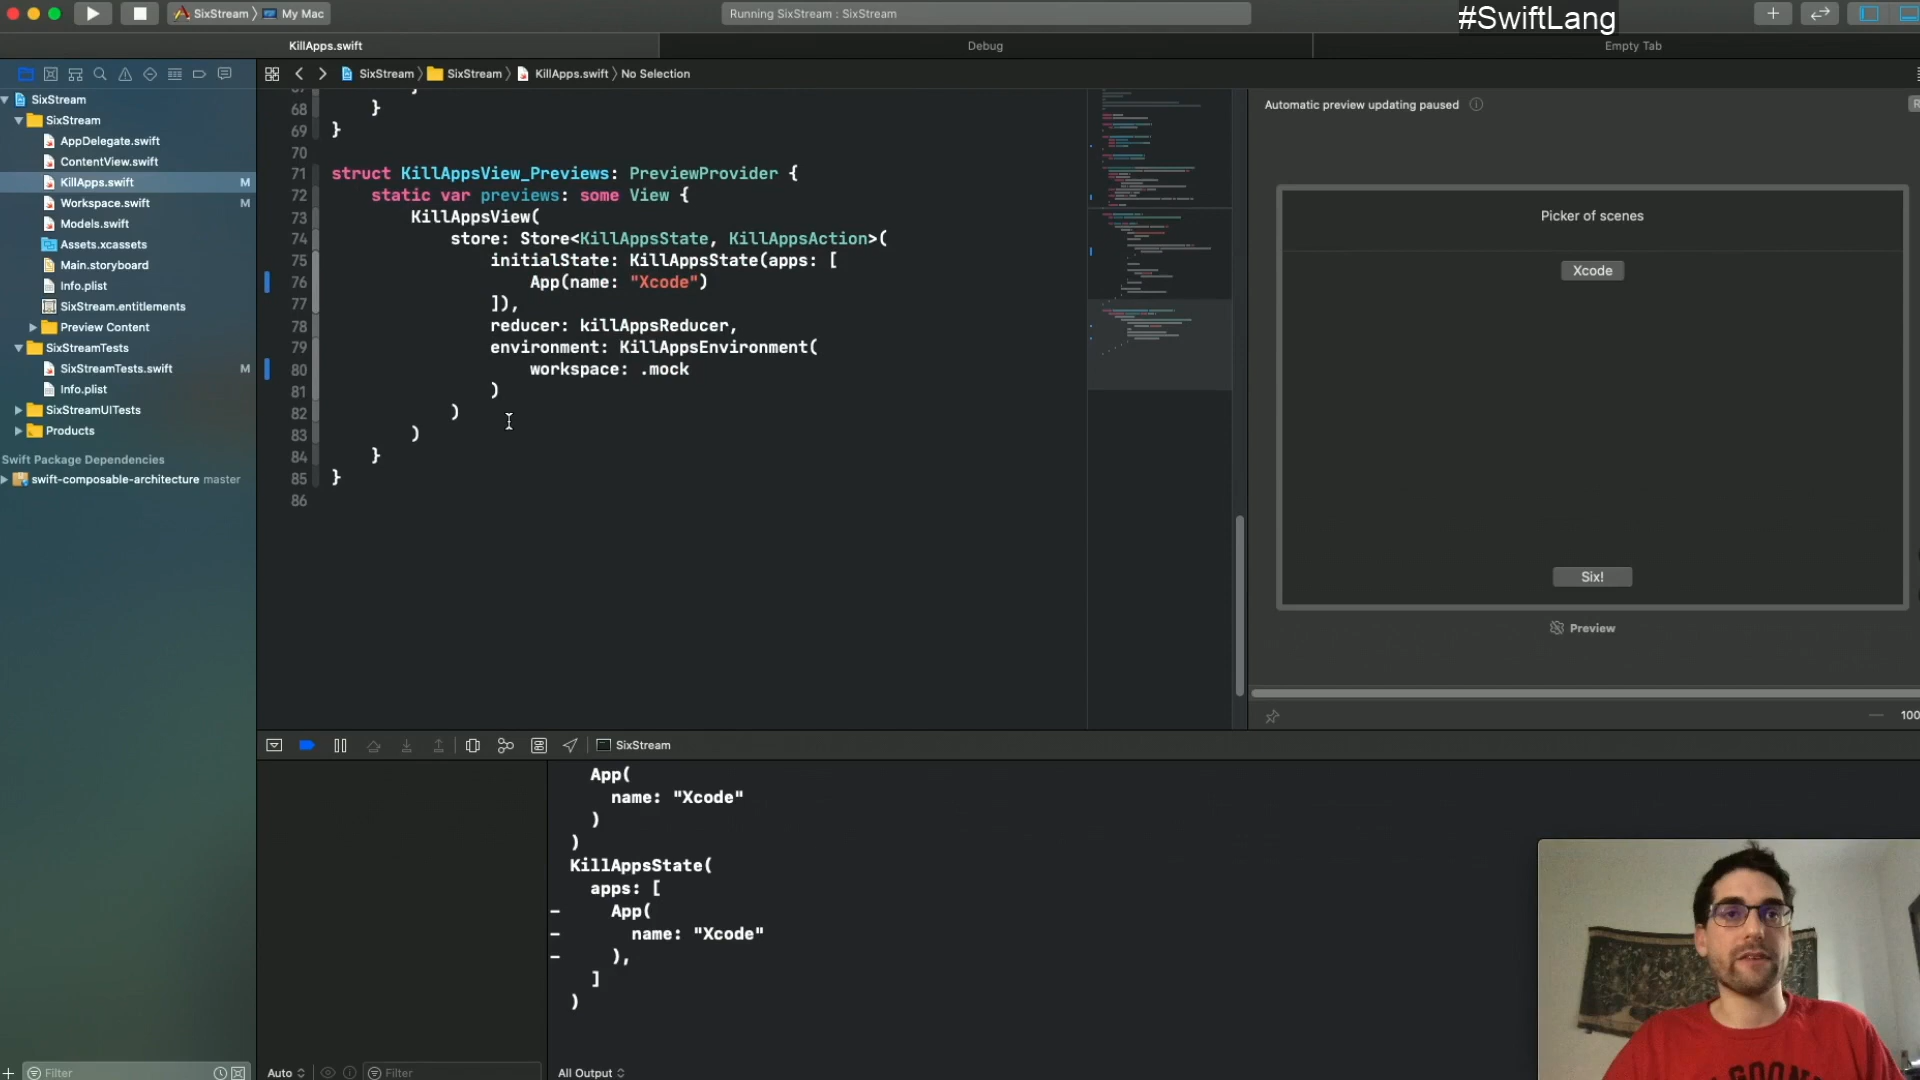 SixStream 〉 My Mac
Running SixStream : SixStream
#SwiftLang
KillApps.swift
Debug
Empty Tab
SixStream 〉 SixStream 〉 KillApps.swift 〉 No Selection
SixStream
SixStream
AppDelegate.swift
ContentView.swift
KillApps.swift M
Workspace.swift M
Models.swift
Assets.xcassets
Main.storyboard
Info.plist
SixStream.entitlements
Preview Content
SixStreamTests
SixStreamTests.swift M
Info.plist
SixStreamUITests
Products
Swift Package Dependencies
swift-composable-architecture master
Filter
68 }
69 }
70
71 struct KillAppsView_Previews: PreviewProvider {
72 static var previews: some View {
73 KillAppsView(
74 store: Store<KillAppsState, KillAppsAction>(
75 initialState: KillAppsState(apps: [
76 App(name: "Xcode")
77 ]),
78 reducer: killAppsReducer,
79 environment: KillAppsEnvironment(
80 workspace: .mock
81 )
82 )
83 )
84 }
85 }
86
Automatic preview updating paused
Picker of scenes
Xcode
Six!
Preview
100
SixStream
App(
name: "Xcode"
)
)
KillAppsState(
apps: [
− App(
− name: "Xcode"
− ),
]
)
Auto
Filter
All Output